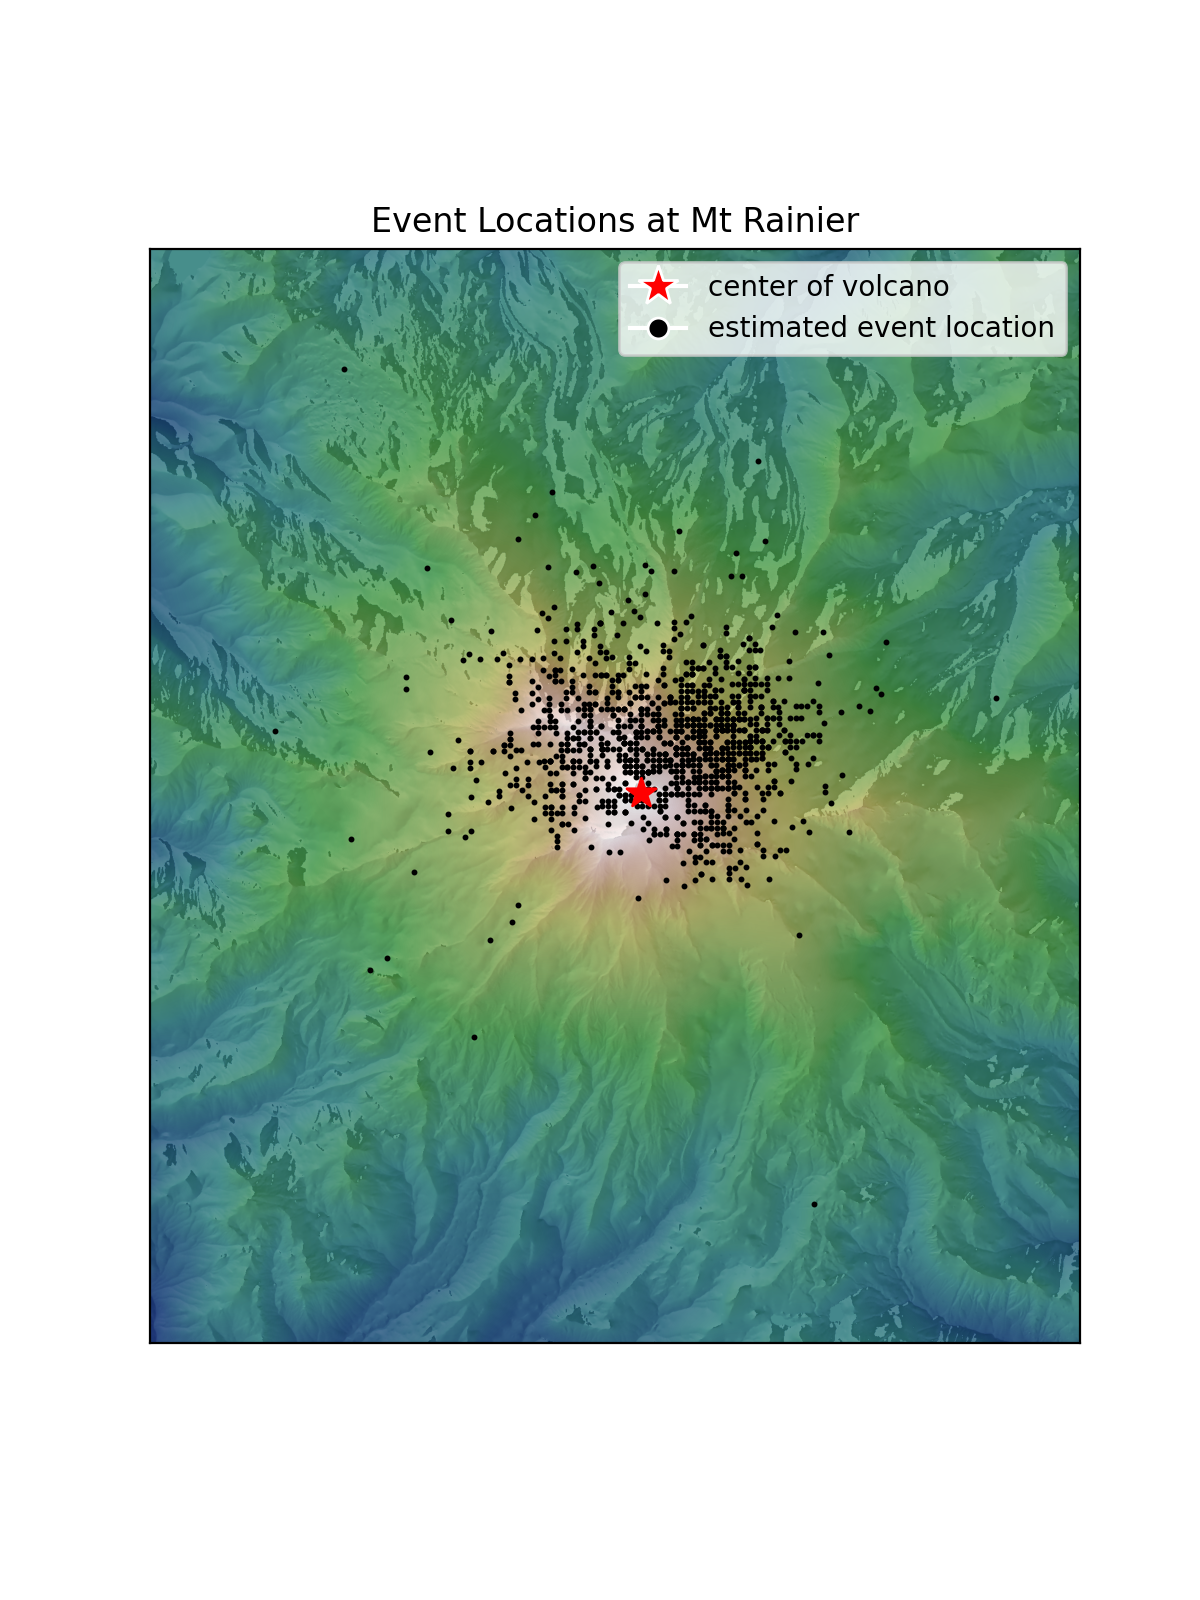 Event Locations at Mt Rainier
center of volcano
estimated event location